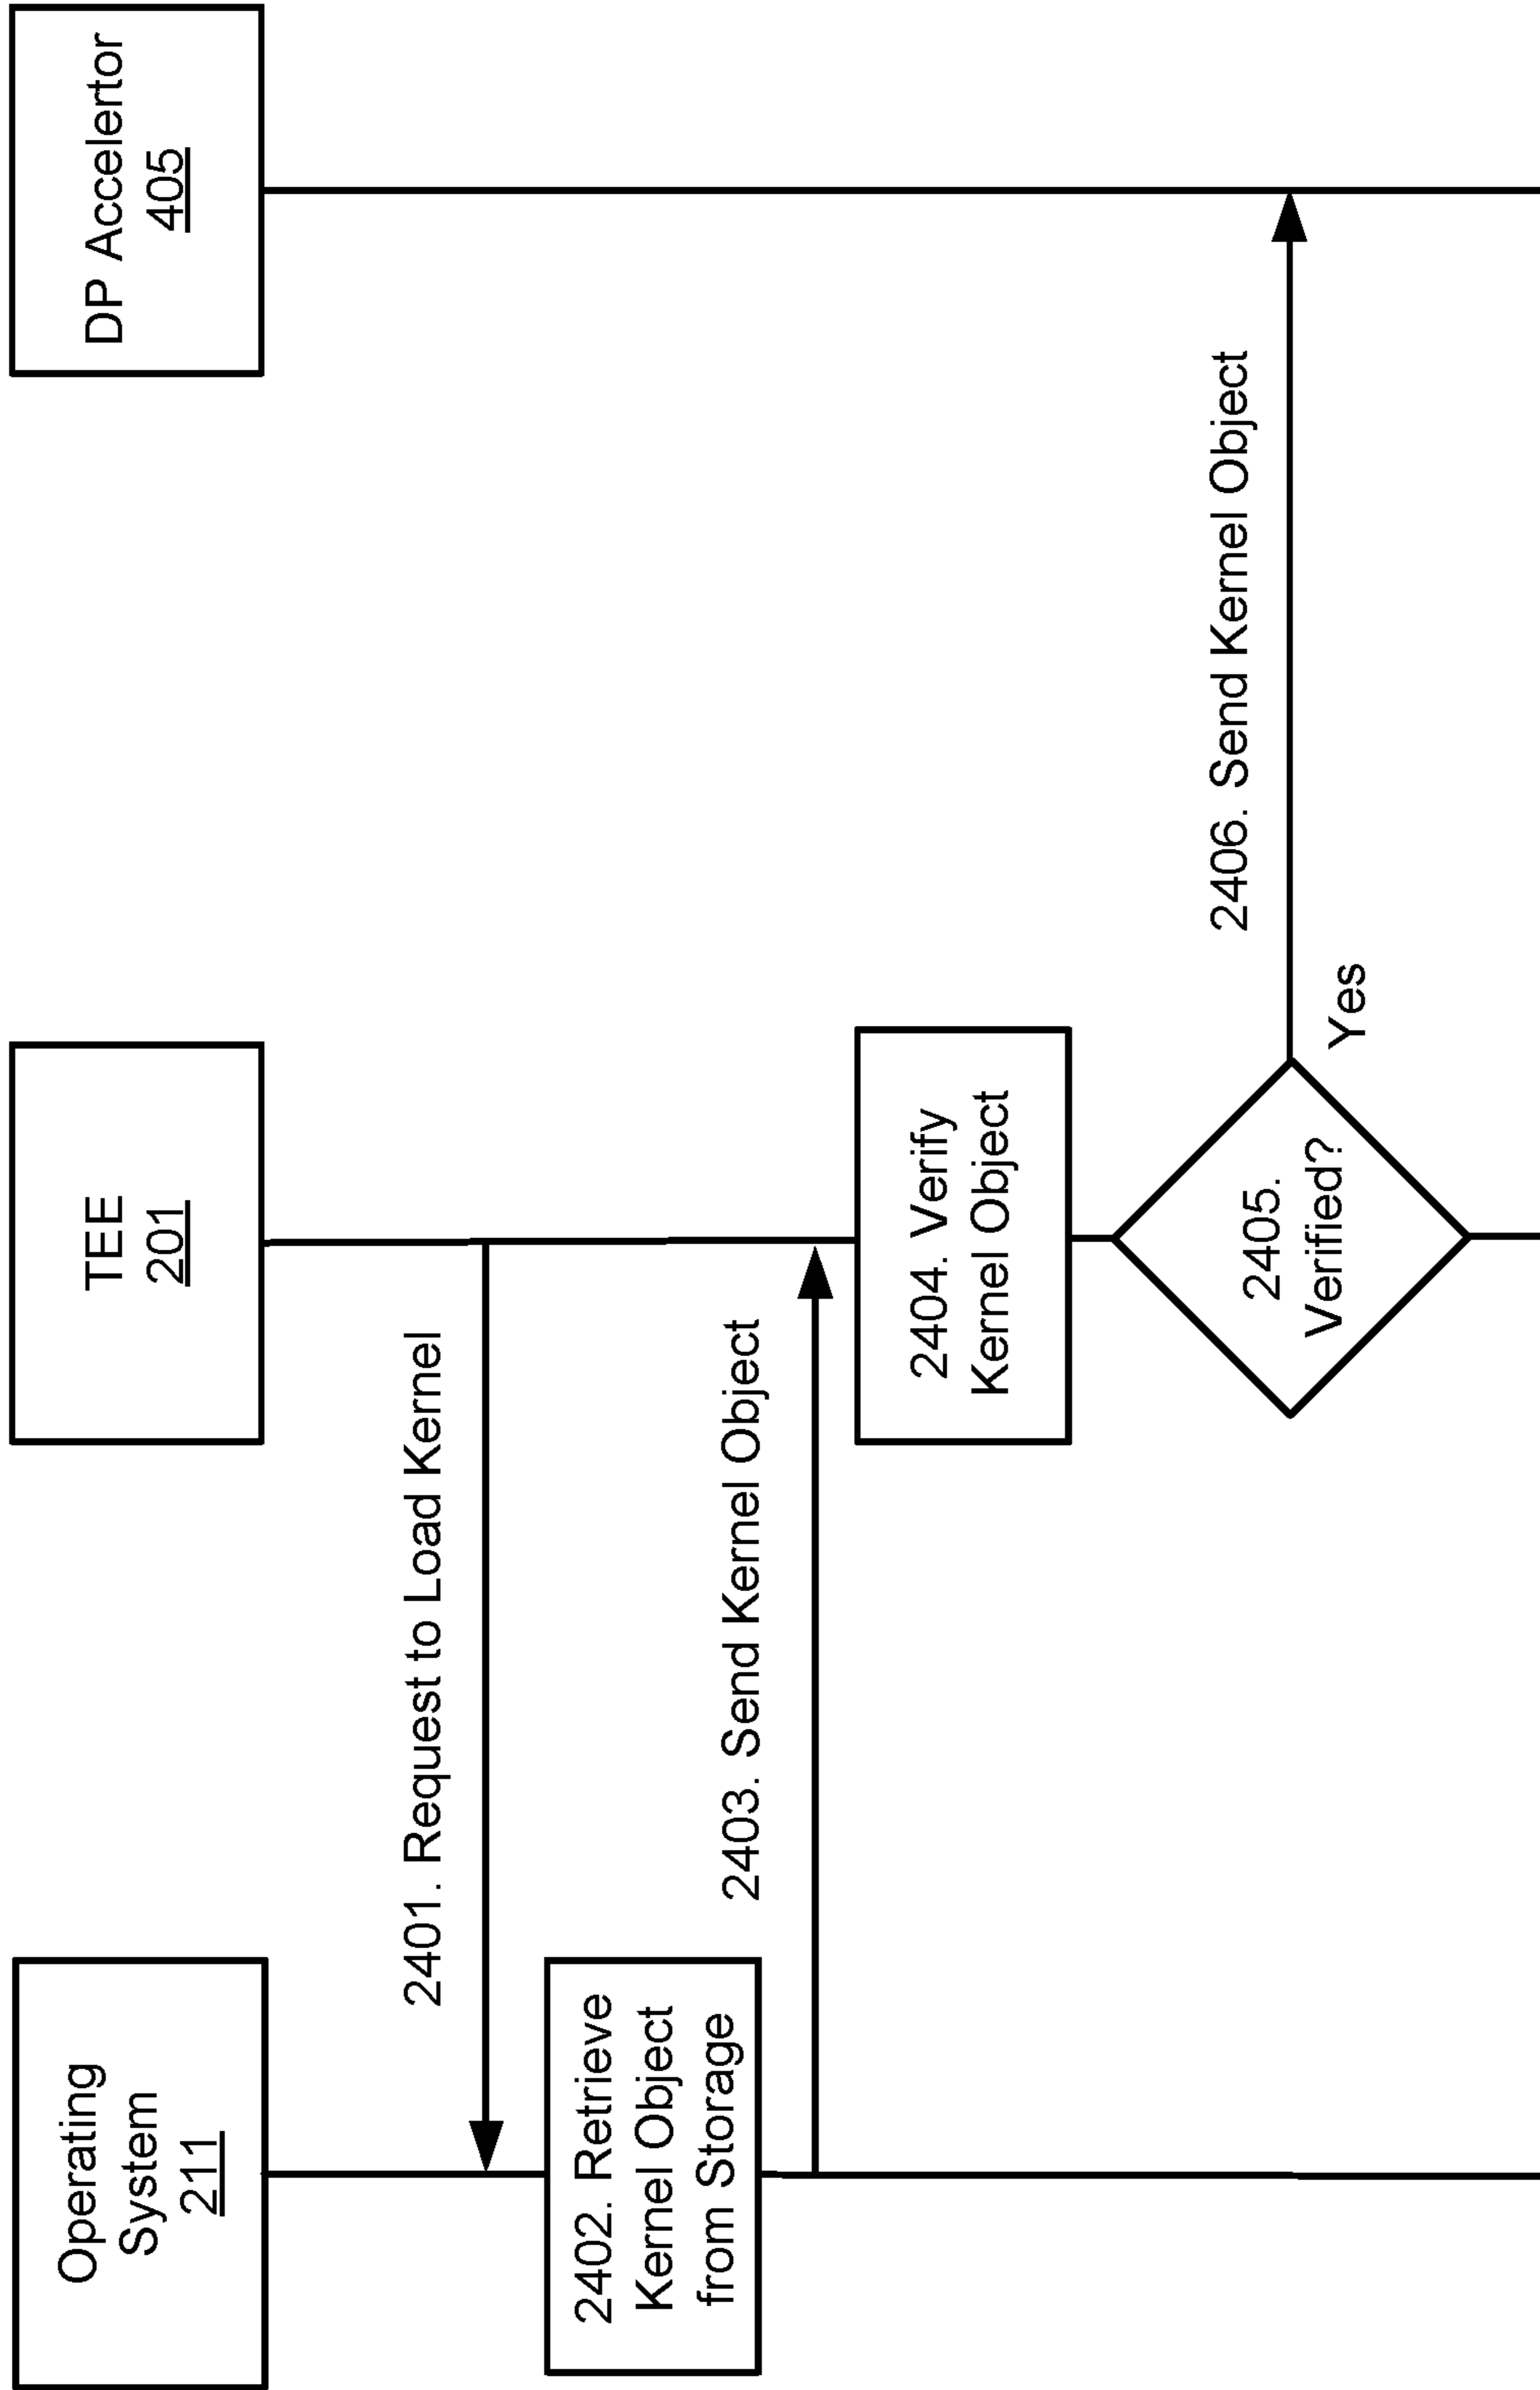 Operating
System
211
TEE
201
DP Accelertor
405
2401. Request to Load Kernel
2402. Retrieve
Kernel Object
from Storage
2403. Send Kernel Object
2404. Verify
Kernel Object
2405.
Verified?
2406. Send Kernel Object
Yes